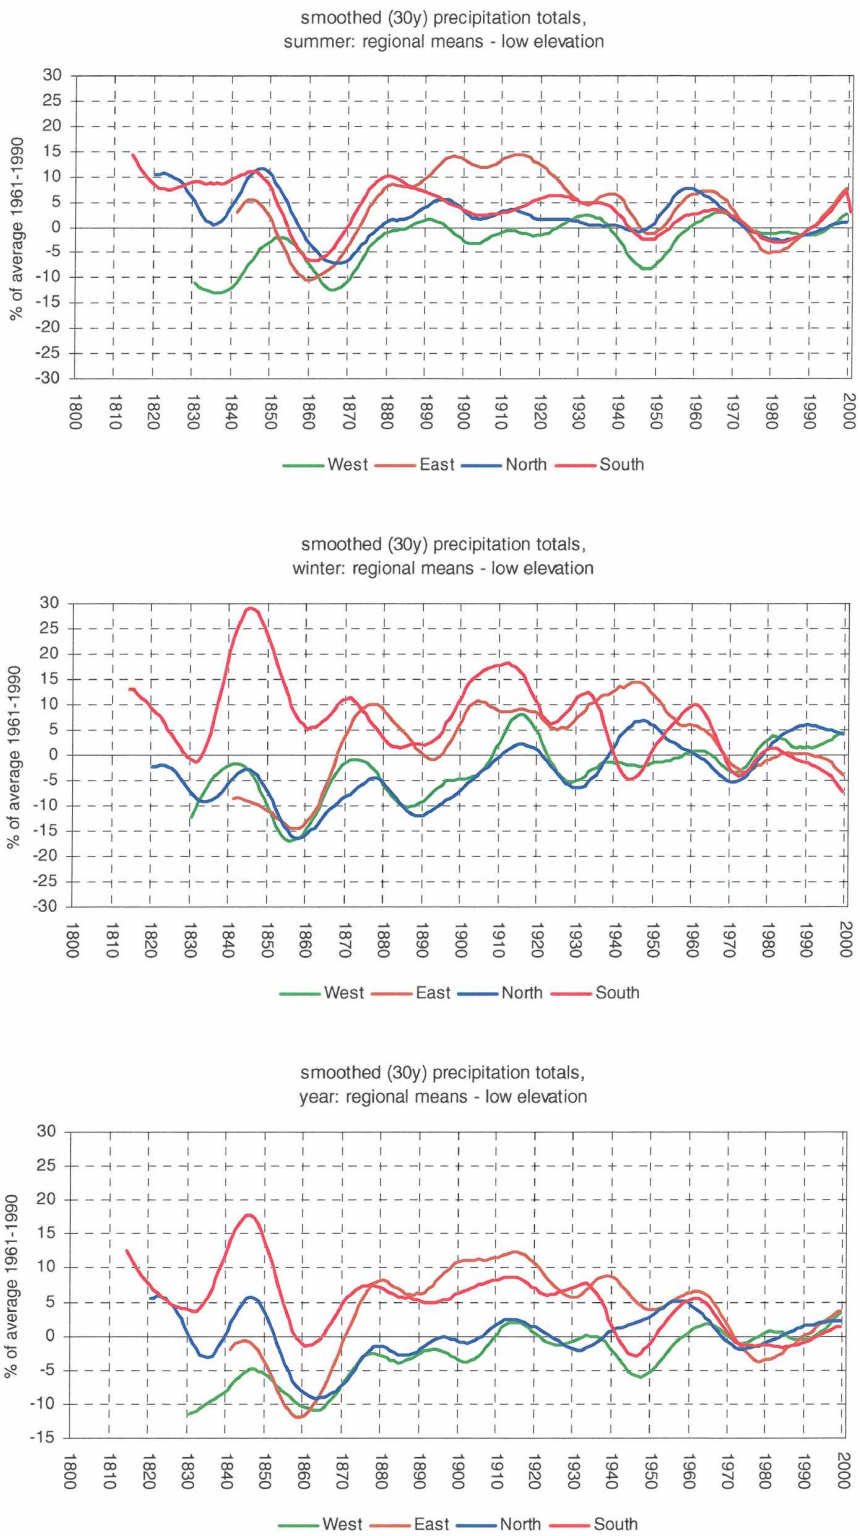 smoothed (30y) precipitation totals,
summer: regional means - low elevation
% of average 1961-1990
30
25
20
15
10
5
0
-5
-10
-15
-20
-25
-30
1800 1810 1820 1830 1840 1850 1860 1870 1880 1890 1900 1910 1920 1930 1940 1950 1960 1970 1980 1990 2000
West East North South
smoothed (30y) precipitation totals,
winter: regional means - low elevation
% of average 1961-1990
30
25
20
15
10
5
0
-5
-10
-15
-20
-25
-30
1800 1810 1820 1830 1840 1850 1860 1870 1880 1890 1900 1910 1920 1930 1940 1950 1960 1970 1980 1990 2000
West East North South
smoothed (30y) precipitation totals,
year: regional means - low elevation
% of average 1961-1990
30
25
20
15
10
5
0
-5
-10
-15
1800 1810 1820 1830 1840 1850 1860 1870 1880 1890 1900 1910 1920 1930 1940 1950 1960 1970 1980 1990 2000
West East North South